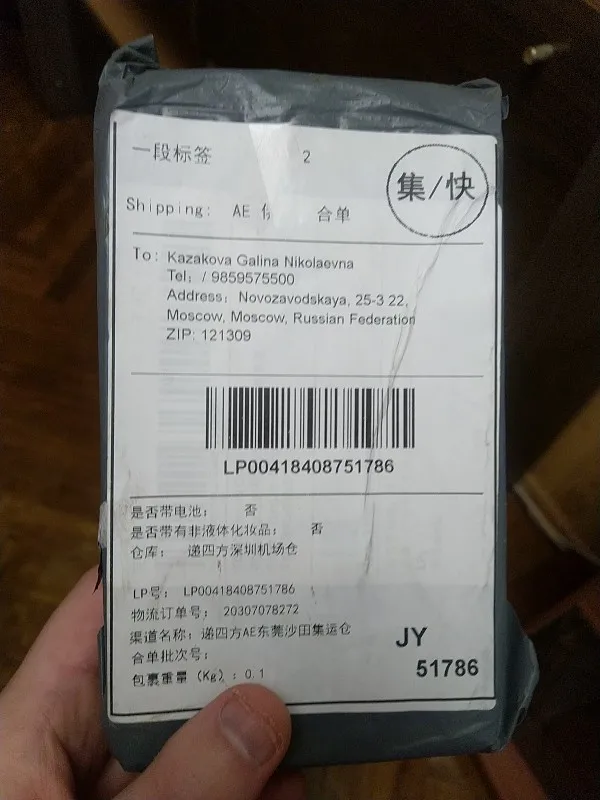 一段标签 2
集/快
Shipping: AE 合单
To: Kazakova Galina Nikolaevna
Tel: / 9859575500
Address: Novozavodskaya, 25-3 22,
Moscow, Moscow, Russian Federation
ZIP: 121309
LP00418408751786
是否带电池: 否
是否带有非液体化妆品: 否
仓库: 递四方深圳机场仓
LP号: LP00418408751786
物流订单号: 20307078272
渠道名称: 递四方AE东莞沙田集运仓
合单批次号:
包裹重量 (Kg) : 0.1
JY
51786